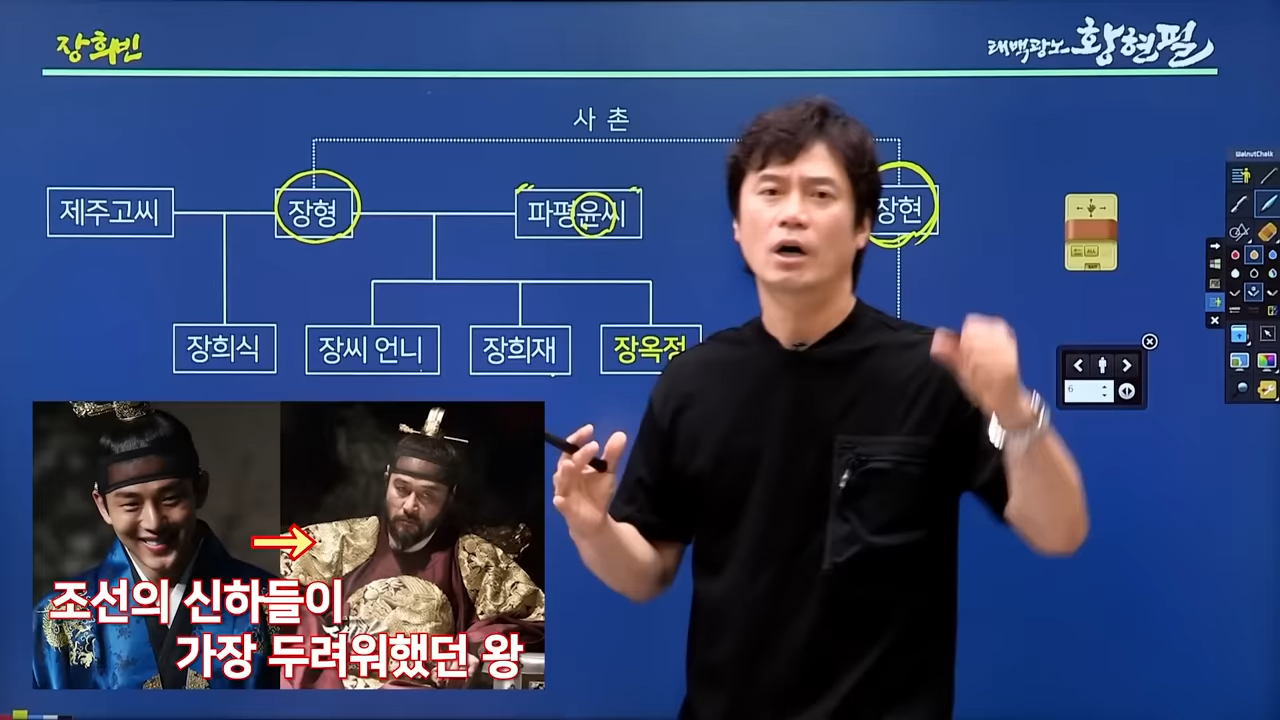 장희빈
태백광노 황현필
사촌
제주고씨
장형
파평윤씨
장현
장희식
장씨 언니
장희재
장옥정
WalnutChalk
6
조선의 신하들이
가장 두려워했던 왕